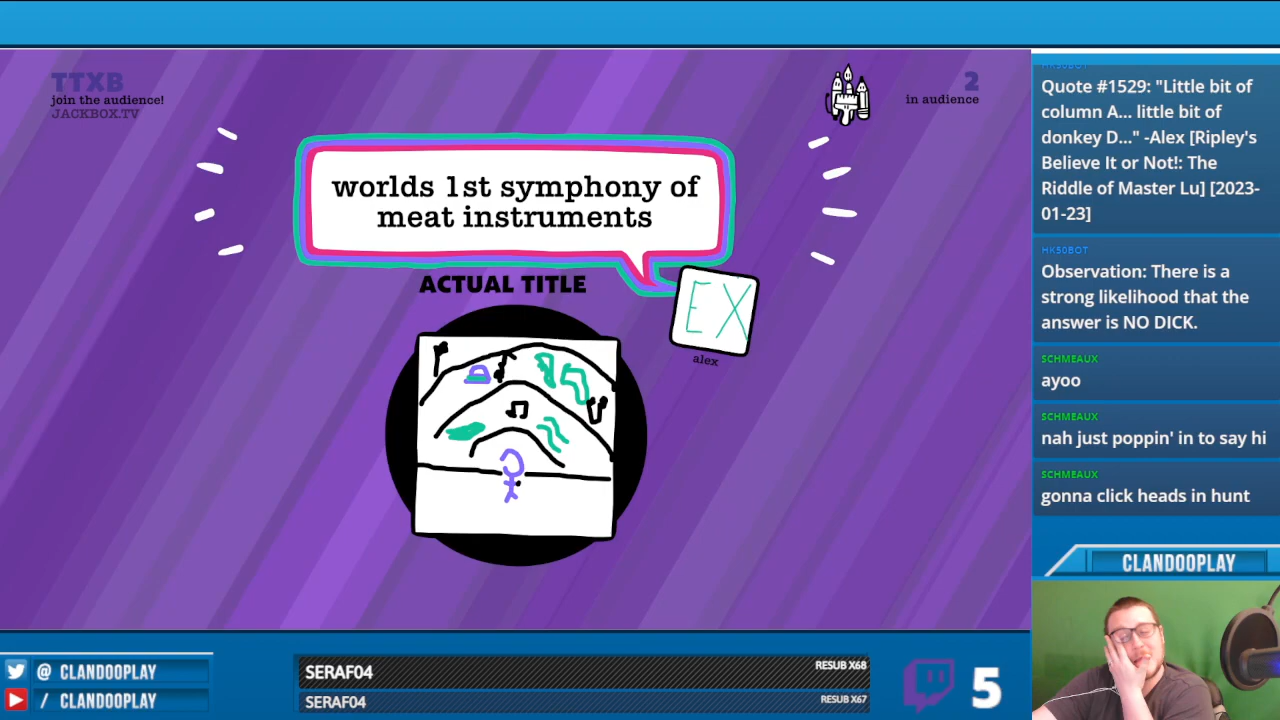 TTXB
join the audience!
JACKBOX.TV
2
in audience
worlds 1st symphony of
meat instruments
ACTUAL TITLE
EX
alex
HK50BOT
Quote #1529: "Little bit of
column A... little bit of
donkey D..." -Alex [Ripley's
Believe It or Not!: The
Riddle of Master Lu] [2023-
01-23]
HK50BOT
Observation: There is a
strong likelihood that the
answer is NO DICK.
SCHMEAUX
ayoo
SCHMEAUX
nah just poppin' in to say hi
SCHMEAUX
gonna click heads in hunt
CLANDOOPLAY
@ CLANDOOPLAY
/ CLANDOOPLAY
SERAF04
RESUB X68
SERAF04
RESUB X67
5